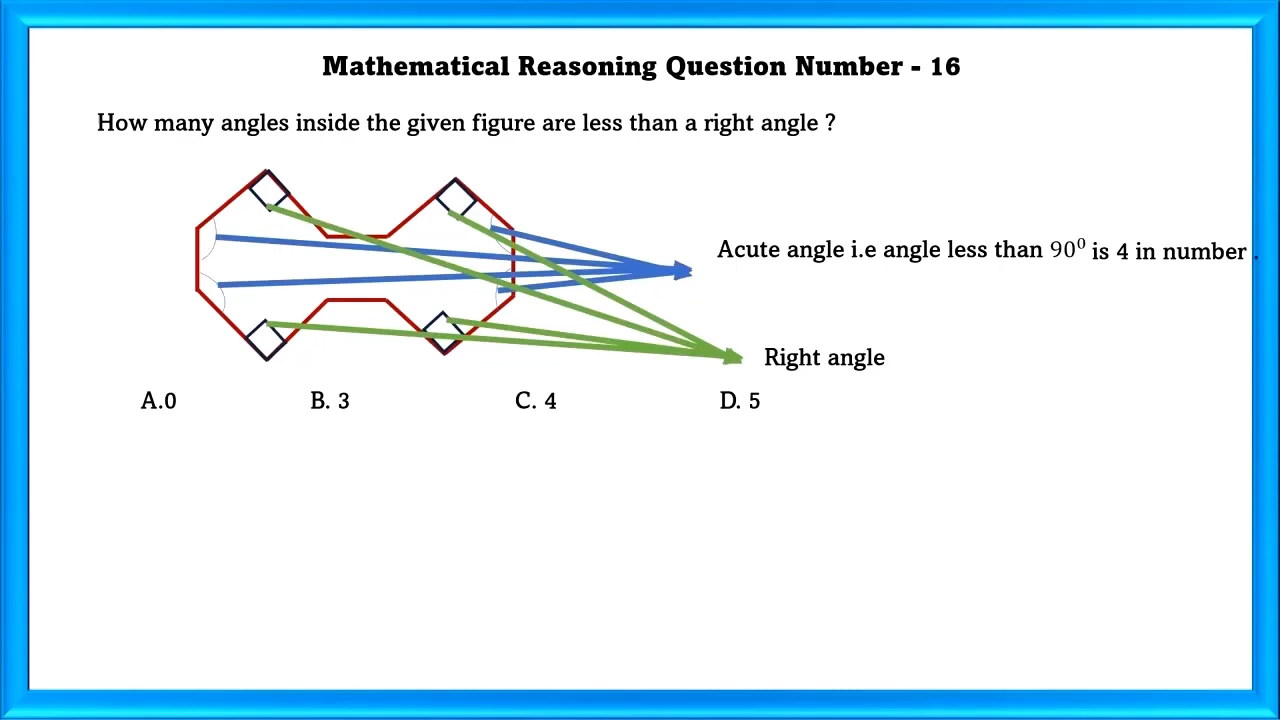 Mathematical Reasoning Question Number - 16
How many angles inside the given figure are less than a right angle ?
Acute angle i.e angle less than 90⁰ is 4 in number .
Right angle
A.0 B. 3 C. 4 D. 5